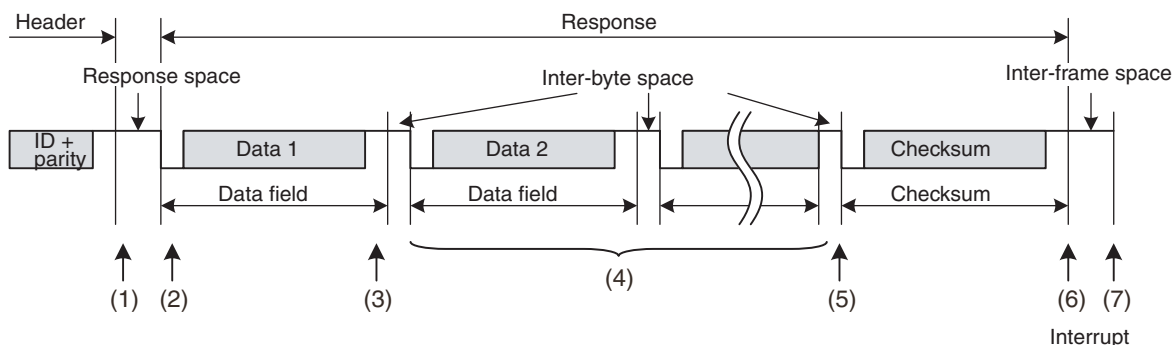 Header
Response
Response space
Inter-byte space
Inter-frame space
ID +
parity
Data 1
Data 2
Checksum
Data field
Data field
Checksum
(1)
(2)
(3)
(4)
(5)
(6)
(7)
Interrupt